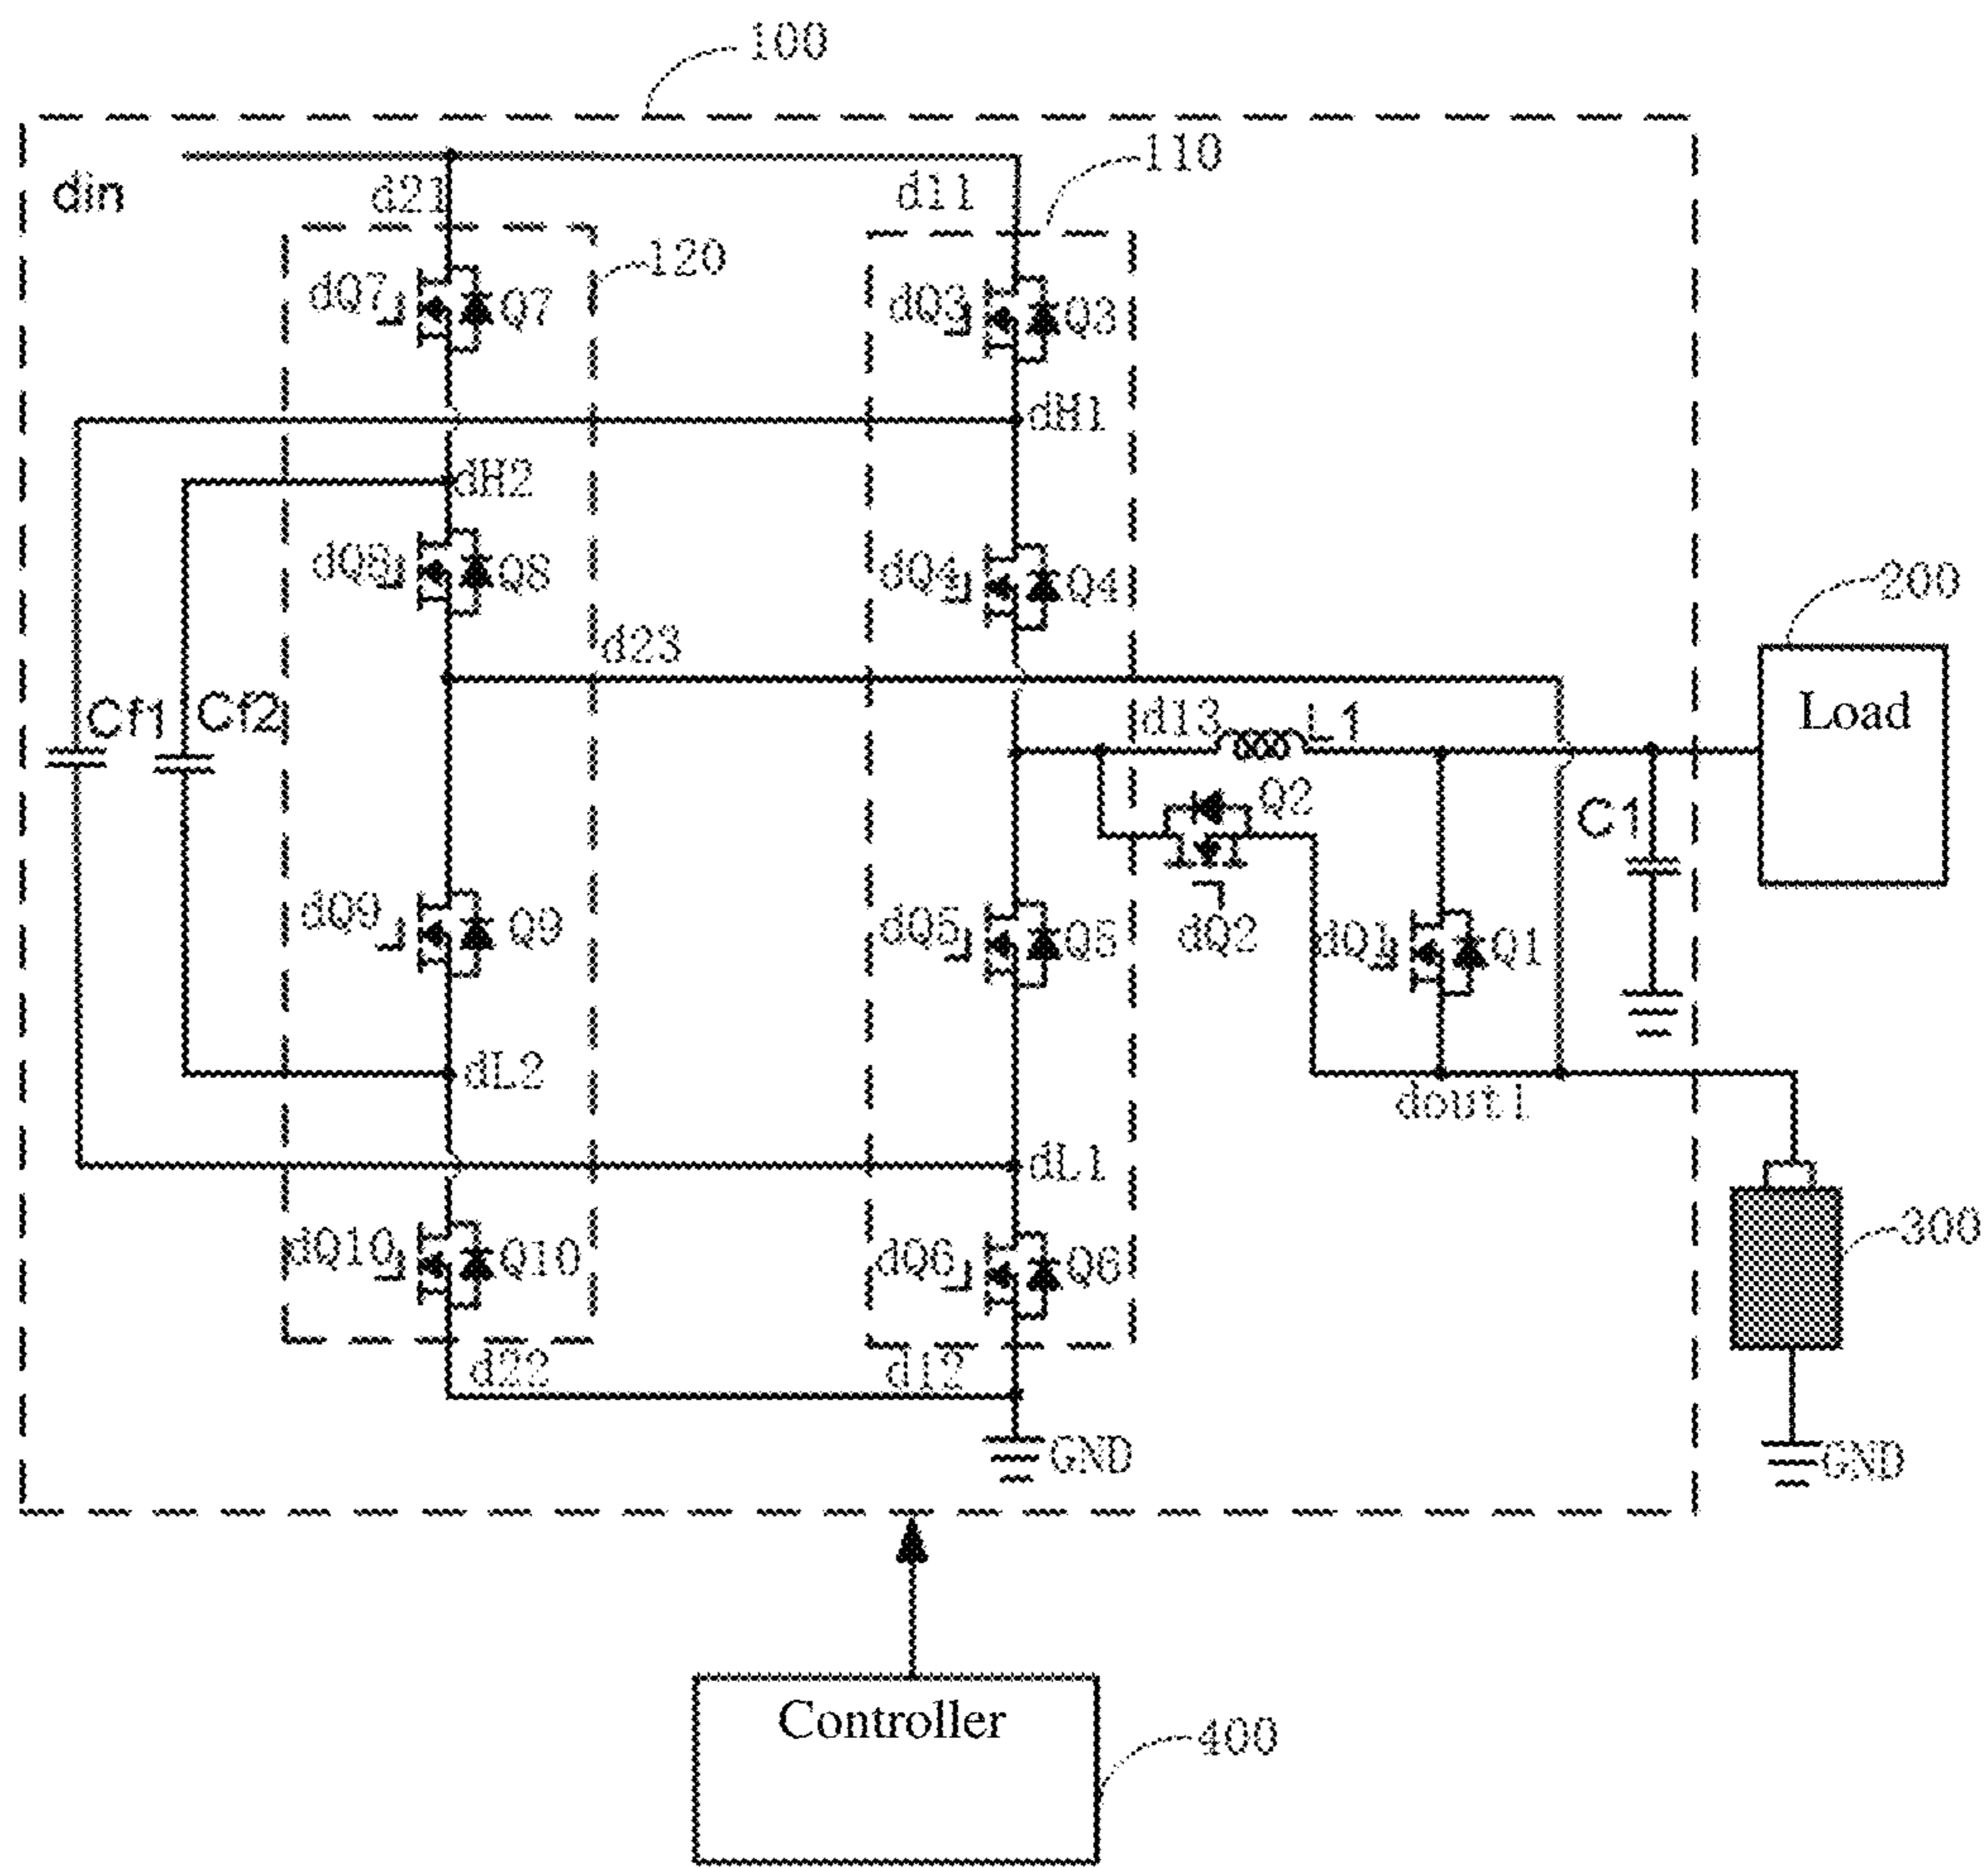 100
110
din
d21
d11
120
dQ7
Q7
dQ3
Q3
dH1
dH2
dQ8
Q8
dQ4
Q4
200
d23
Load
Cf1
Cf2
d13
L1
Q2
C1
dQ9
Q9
dQ5
Q5
dQ2
dQ1
Q1
dL2
dout1
dL1
300
dQ10
Q10
dQ6
Q6
d22
d12
GND
GND
Controller
400